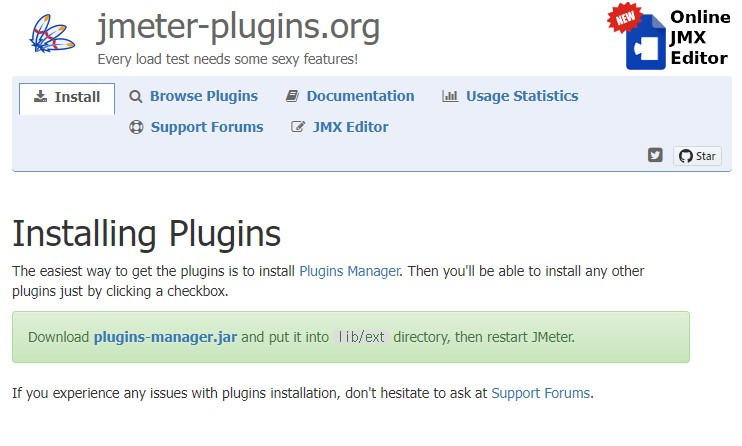 jmeter-plugins.org
Every load test needs some sexy features!
NEW
Online
JMX
Editor
Install
Browse Plugins
Documentation
Usage Statistics
Support Forums
JMX Editor
Star
Installing Plugins
The easiest way to get the plugins is to install Plugins Manager. Then you'll be able to install any other
plugins just by clicking a checkbox.
Download plugins-manager.jar and put it into lib/ext directory, then restart JMeter.
If you experience any issues with plugins installation, don't hesitate to ask at Support Forums.